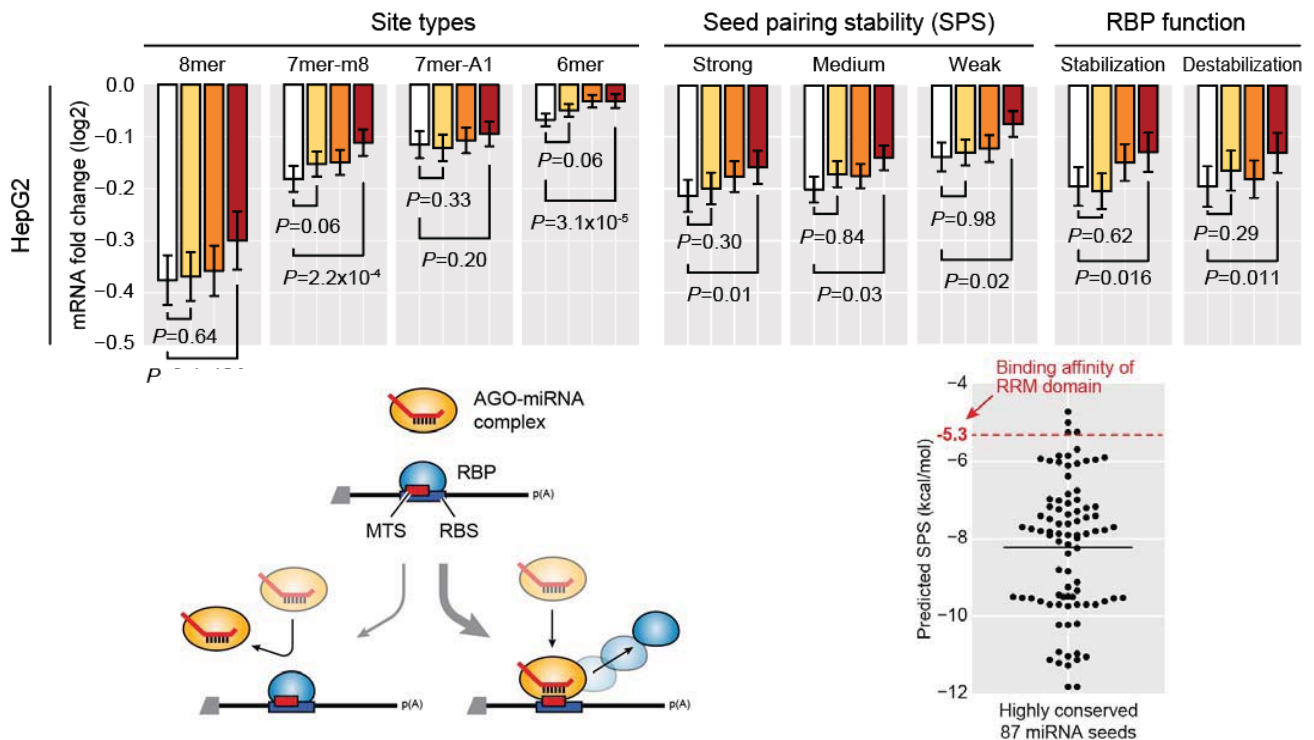 Site types
Seed pairing stability (SPS)
RBP function
8mer
7mer-m8
7mer-A1
6mer
Strong
Medium
Weak
Stabilization
Destabilization
HepG2
mRNA fold change (log2)
0.0
−0.1
−0.2
−0.3
−0.4
−0.5
P=0.64
P
P=0.06
P=2.2x10-4
P=0.33
P=0.20
P=0.06
P=3.1x10-5
P=0.30
P=0.01
P=0.84
P=0.03
P=0.98
P=0.02
P=0.62
P=0.016
P=0.29
P=0.011
AGO-miRNA
complex
RBP
p(A)
MTS
RBS
p(A)
p(A)
Binding affinity of
RRM domain
Predicted SPS (kcal/mol)
−4
-5.3
−6
−8
−10
−12
Highly conserved
87 miRNA seeds